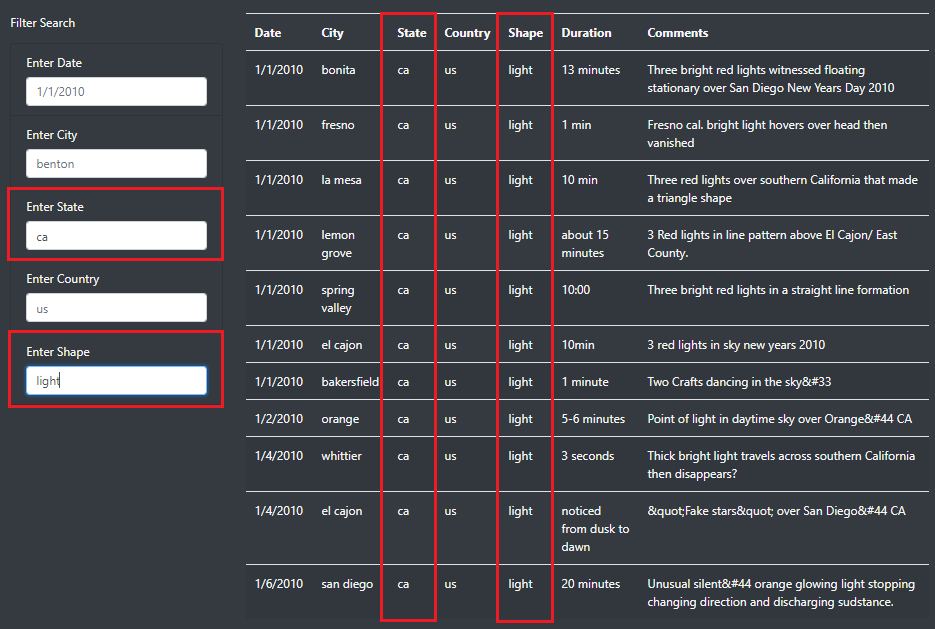 Filter Search
Enter Date
1/1/2010
Enter City
benton
Enter State
ca
Enter Country
us
Enter Shape
light
Date City State Country Shape Duration Comments
1/1/2010 bonita ca us light 13 minutes Three bright red lights witnessed floating
stationary over San Diego New Years Day 2010
1/1/2010 fresno ca us light 1 min Fresno cal. bright light hovers over head then
vanished
1/1/2010 la mesa ca us light 10 min Three red lights over southern California that made
a triangle shape
1/1/2010 lemon ca us light about 15 3 Red lights in line pattern above El Cajon/ East
grove minutes County.
1/1/2010 spring ca us light 10:00 Three bright red lights in a straight line formation
valley
1/1/2010 el cajon ca us light 10min 3 red lights in sky new years 2010
1/1/2010 bakersfield ca us light 1 minute Two Crafts dancing in the sky&#33
1/2/2010 orange ca us light 5-6 minutes Point of light in daytime sky over Orange&#44 CA
1/4/2010 whittier ca us light 3 seconds Thick bright light travels across southern California
then disappears?
1/4/2010 el cajon ca us light noticed &quot;Fake stars&quot; over San Diego&#44 CA
from dusk to
dawn
1/6/2010 san diego ca us light 20 minutes Unusual silent&#44 orange glowing light stopping
changing direction and discharging sudstance.